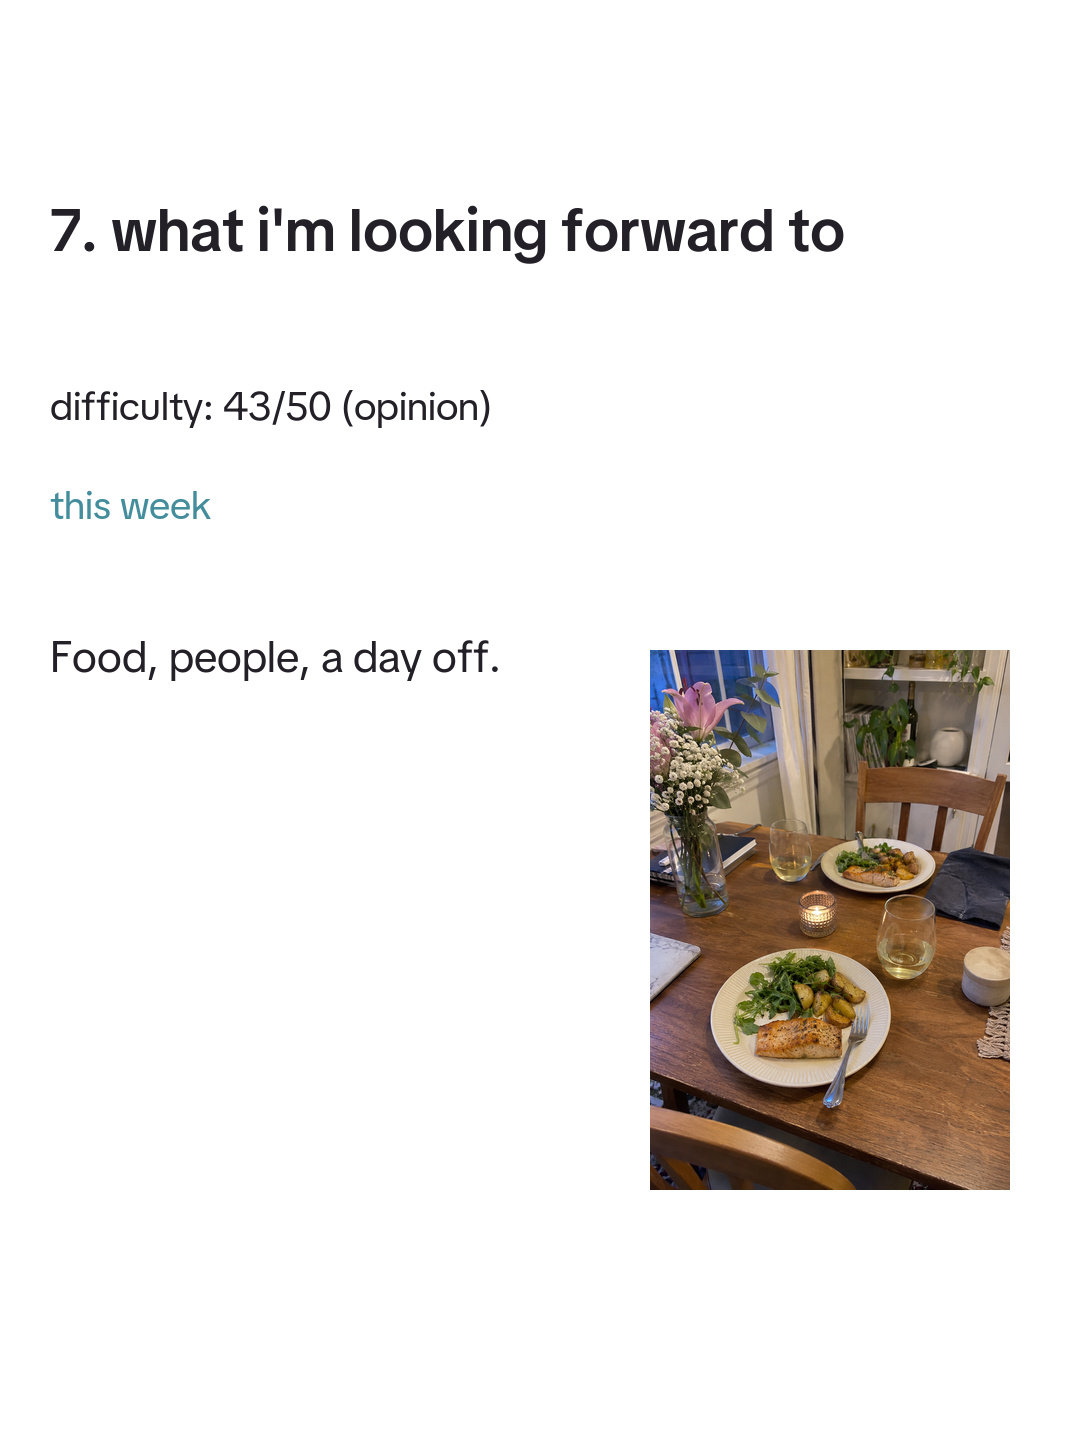 7. what i'm looking forward to
difficulty: 43/50 (opinion)
this week
Food, people, a day off.